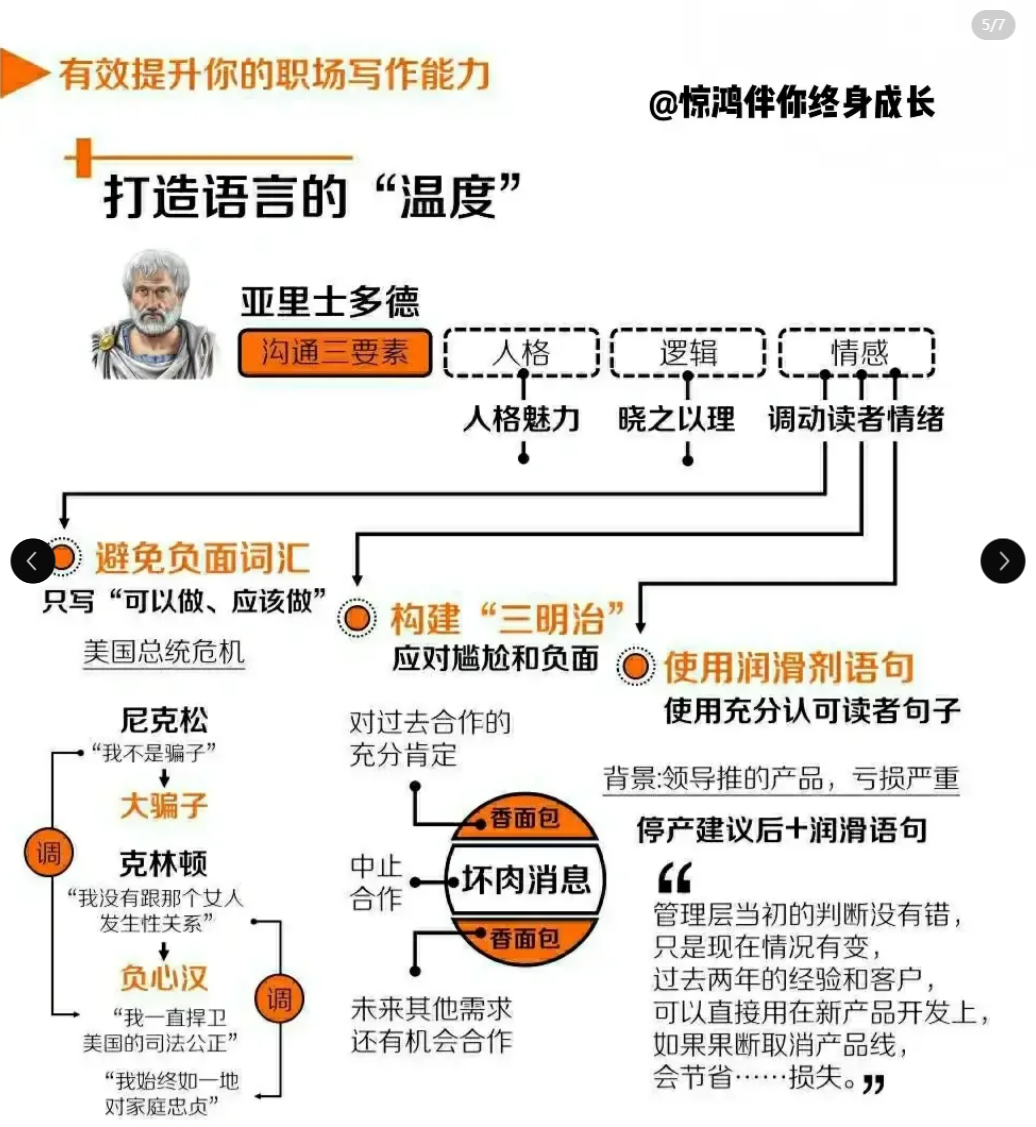 5/7
有效提升你的职场写作能力
@惊鸿伴你终身成长
打造语言的“温度”
亚里士多德
沟通三要素
人格
逻辑
情感
人格魅力
晓之以理
调动读者情绪
避免负面词汇
只写“可以做、应该做”
美国总统危机
尼克松
“我不是骗子”
大骗子
调
克林顿
“我没有跟那个女人
发生性关系”
负心汉
调
“我一直捍卫
美国的司法公正”
“我始终如一地
对家庭忠贞”
构建“三明治”
应对尴尬和负面
对过去合作的
充分肯定
香面包
中止
合作
坏肉消息
香面包
未来其他需求
还有机会合作
使用润滑剂语句
使用充分认可读者句子
背景:领导推的产品，亏损严重
停产建议后+润滑语句
“
管理层当初的判断没有错，
只是现在情况有变，
过去两年的经验和客户，
可以直接用在新产品开发上，
如果果断取消产品线，
会节省……损失。”